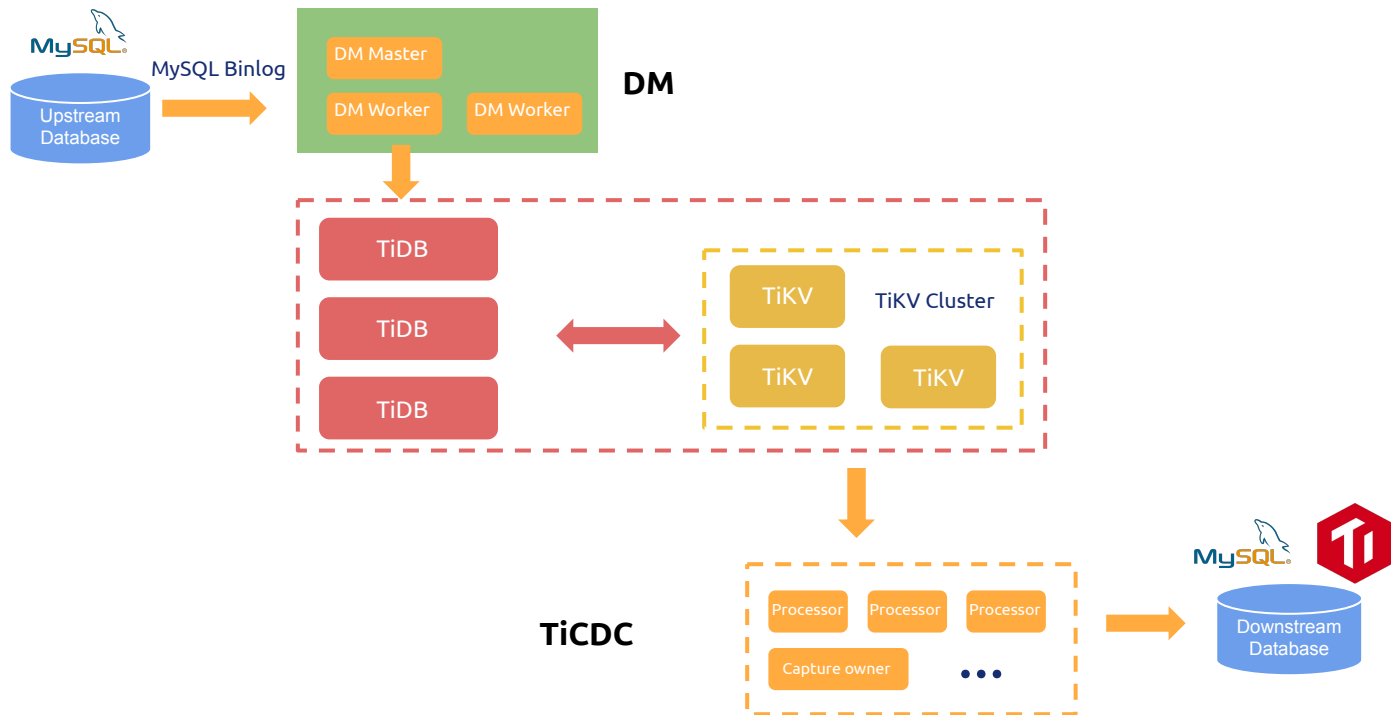 MySQL
MySQL Binlog
Upstream
Database
DM Master
DM Worker
DM Worker
DM
TiDB
TiDB
TiDB
TiKV
TiKV Cluster
TiKV
TiKV
TiCDC
Processor
Processor
Processor
Capture owner
...
MySQL
Ti
Downstream
Database